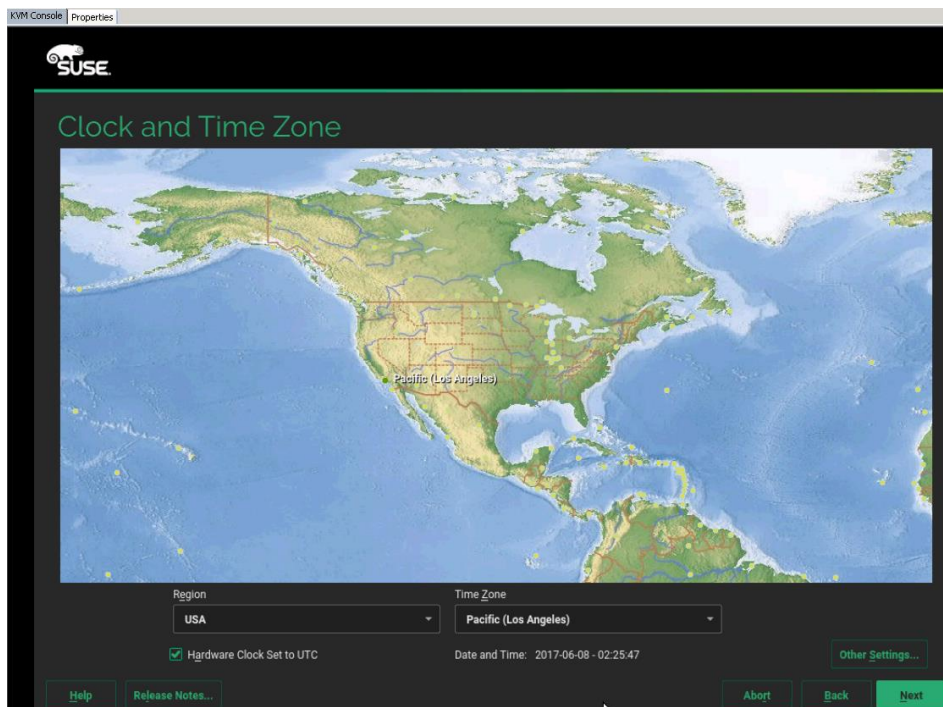 KVM Console Properties
SUSE.
Clock and Time Zone
Pacific (Los Angeles)
Region Time Zone
USA Pacific (Los Angeles)
Hardware Clock Set to UTC Date and Time: 2017-06-08 - 02:25:47 Other Settings...
Help Release Notes... Abort Back Next